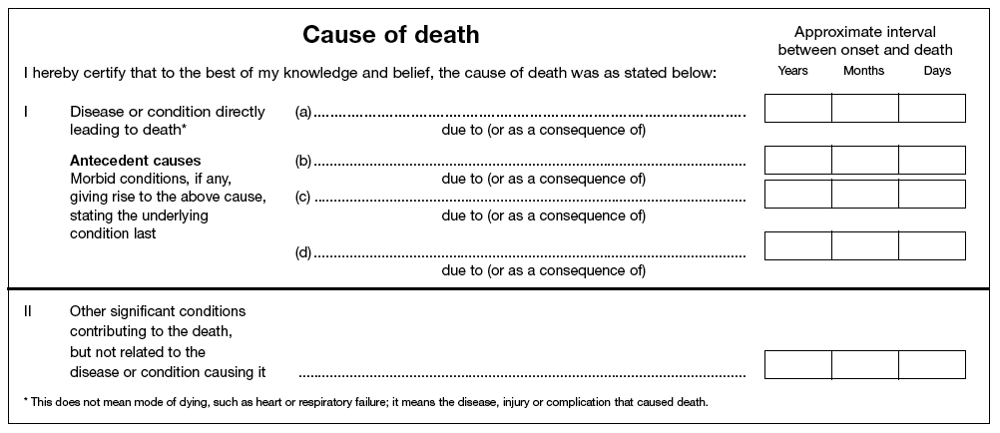 Cause of death
Approximate interval
between onset and death
I hereby certify that to the best of my knowledge and belief, the cause of death was as stated below:
Years Months Days
I Disease or condition directly (a)
leading to death*
due to (or as a consequence of)
Antecedent causes (b)
Morbid conditions, if any, due to (or as a consequence of)
giving rise to the above cause, (c)
stating the underlying due to (or as a consequence of)
condition last
(d)
due to (or as a consequence of)
II Other significant conditions
contributing to the death,
but not related to the
disease or condition causing it
* This does not mean mode of dying, such as heart or respiratory failure; it means the disease, injury or complication that caused death.